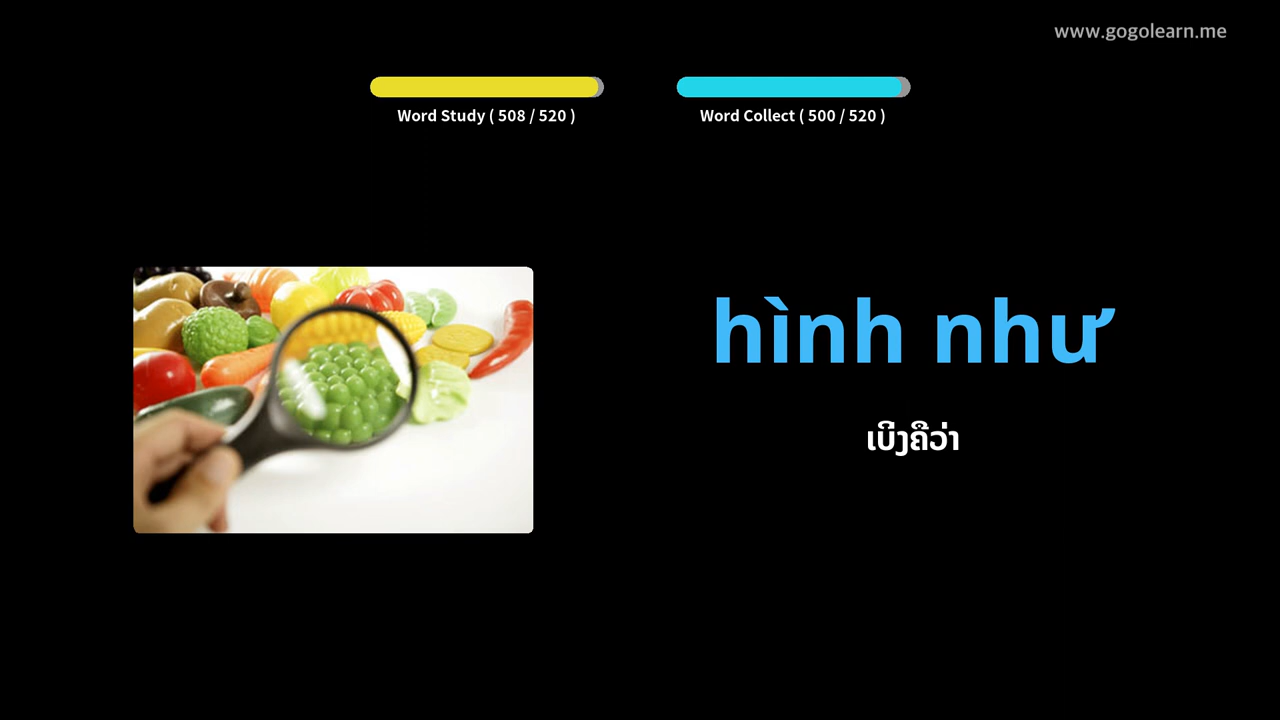 www.gogolearn.me
Word Study ( 508 / 520 )
Word Collect ( 500 / 520 )
hình như
ເບິ່ງຄືວ່າ